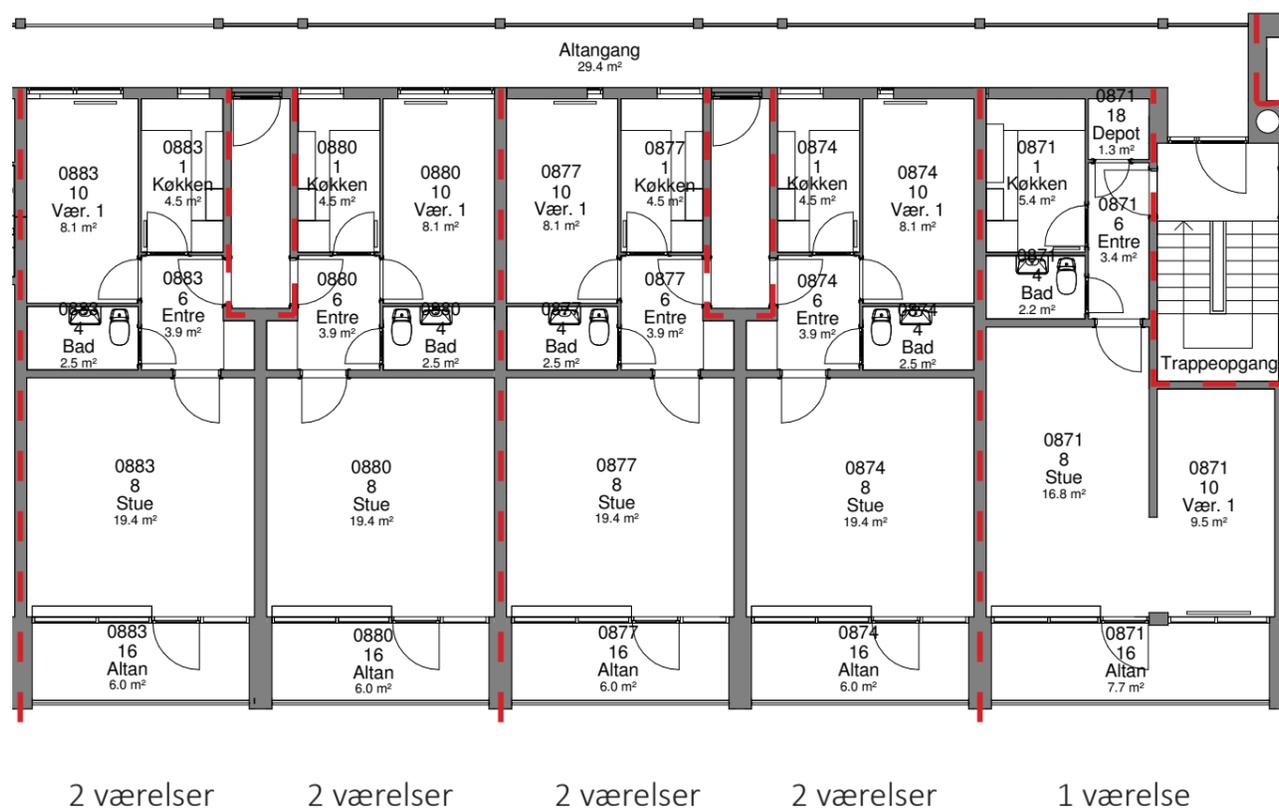 Altangang
29.4 m²
0883
10
Vær. 1
8.1 m²
0883
1
Køkken
4.5 m²
0880
1
Køkken
4.5 m²
0880
10
Vær. 1
8.1 m²
0877
10
Vær. 1
8.1 m²
0877
1
Køkken
4.5 m²
0874
1
Køkken
4.5 m²
0874
10
Vær. 1
8.1 m²
0871
1
Køkken
5.4 m²
0871
18
Depot
1.3 m²
0871
6
Entre
3.4 m²
0871
4
Bad
2.2 m²
0883
4
Bad
2.5 m²
0883
6
Entre
3.9 m²
0880
6
Entre
3.9 m²
0880
4
Bad
2.5 m²
0877
4
Bad
2.5 m²
0877
6
Entre
3.9 m²
0874
6
Entre
3.9 m²
0874
4
Bad
2.5 m²
Trappeopgang
0883
8
Stue
19.4 m²
0880
8
Stue
19.4 m²
0877
8
Stue
19.4 m²
0874
8
Stue
19.4 m²
0871
8
Stue
16.8 m²
0871
10
Vær. 1
9.5 m²
0883
16
Altan
6.0 m²
0880
16
Altan
6.0 m²
0877
16
Altan
6.0 m²
0874
16
Altan
6.0 m²
0871
16
Altan
7.7 m²
2 værelser
2 værelser
2 værelser
2 værelser
1 værelse